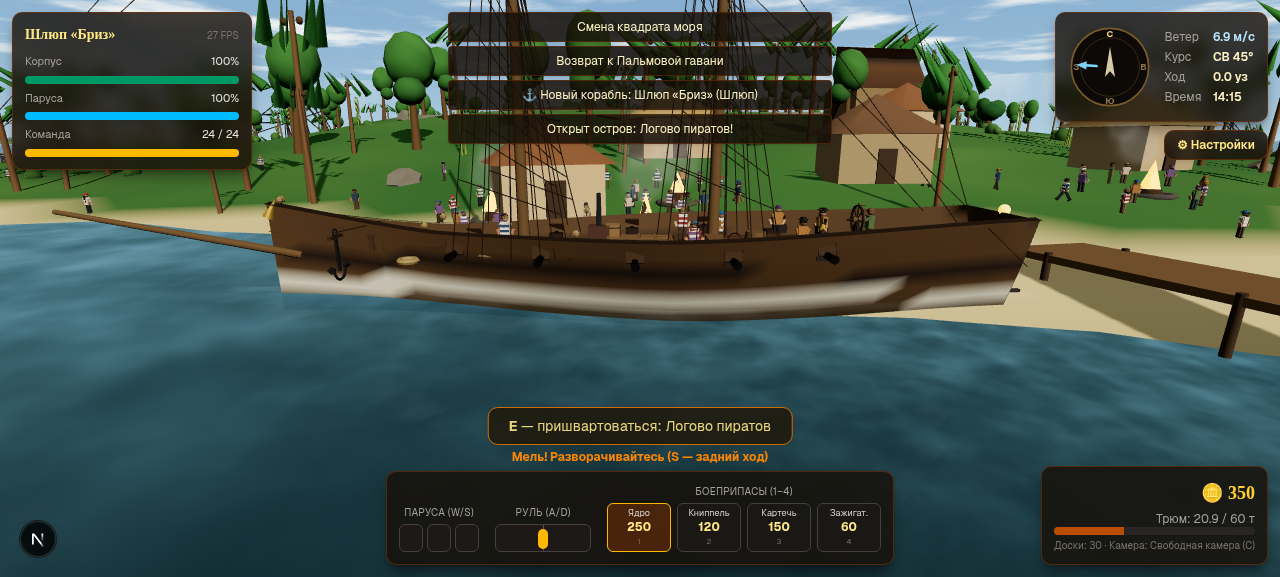 Шлюп «Бриз» 27 FPS
Корпус 100%
Паруса 100%
Команда 24 / 24
Смена квадрата моря
Возврат к Пальмовой гавани
⚓ Новый корабль: Шлюп «Бриз» (Шлюп)
Открыт остров: Логово пиратов!
С
З
В
Ю
Ветер 6.9 м/с
Курс СВ 45°
Ход 0.0 уз
Время 14:15
⚙ Настройки
E — пришвартоваться: Логово пиратов
Мель! Разворачивайтесь (S — задний ход)
ПАРУСА (W/S)
РУЛЬ (A/D)
БОЕПРИПАСЫ (1–4)
Ядро
250
1
Книппель
120
2
Картечь
150
3
Зажигат.
60
4
N
350
Трюм: 20.9 / 60 т
Доски: 30 · Камера: Свободная камера (C)